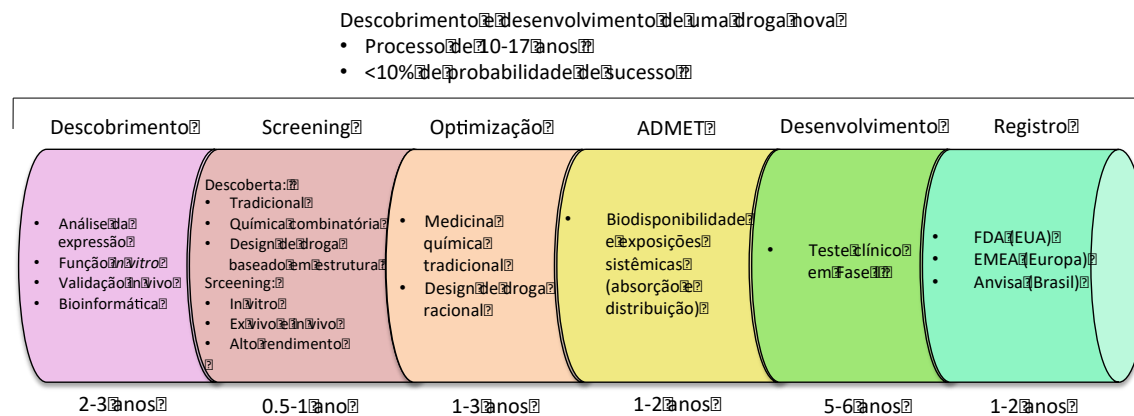 Descobrimento e desenvolvimento de uma droga nova
• Processo de 10-17 anos
• <10% de probabilidade de sucesso
Descobrimento
Screening
Optimização
ADMET
Desenvolvimento
Registro
• Análise da
expressão
• Função in vitro
• Validação in vivo
• Bioinformática
Descoberta:
• Tradicional
• Química combinatória
• Design de droga
baseado em estrutura
Srceening:
• In vitro
• Ex vivo e in vivo
• Alto rendimento
• Medicina
química
tradicional
• Design de droga
racional
• Biodisponibilidade
e exposições
sistêmicas
(absorção e
distribuição)
• Teste clínico
em Fase
• FDA (EUA)
• EMEA (Europa)
• Anvisa (Brasil)
2-3 anos
0.5-1 ano
1-3 anos
1-2 anos
5-6 anos
1-2 anos